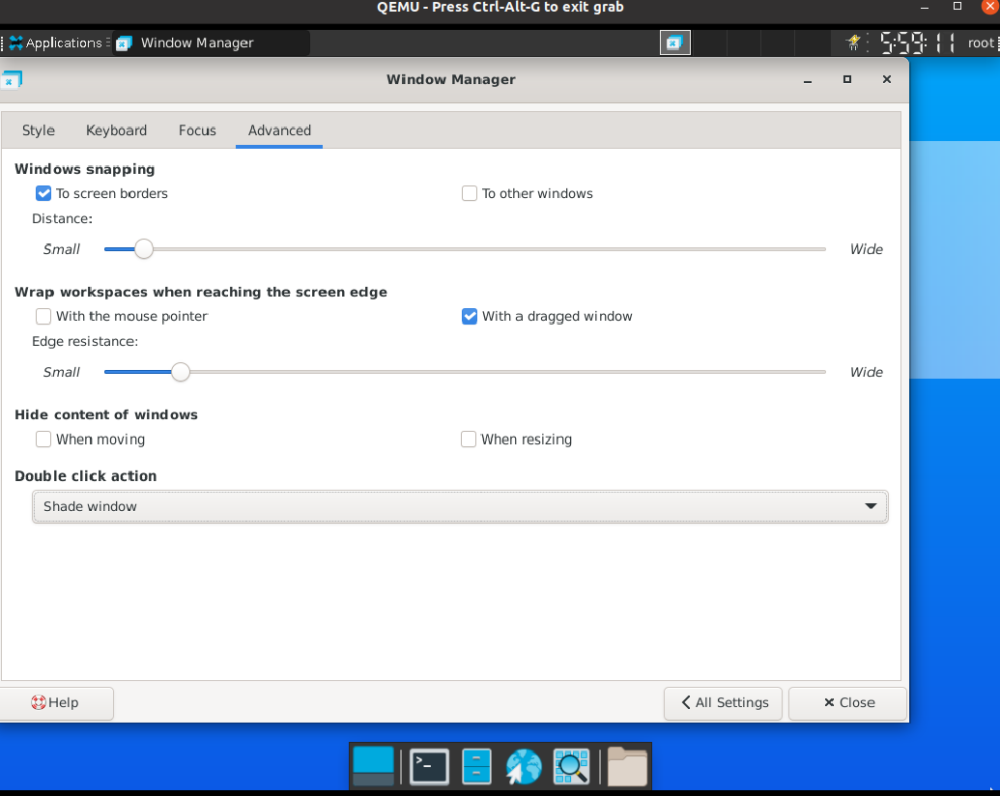 QEMU - Press Ctrl-Alt-G to exit grab
Applications Window Manager 5:59:11 root
Window Manager
Style Keyboard Focus Advanced
Windows snapping
To screen borders To other windows
Distance:
Small Wide
Wrap workspaces when reaching the screen edge
With the mouse pointer With a dragged window
Edge resistance:
Small Wide
Hide content of windows
When moving When resizing
Double click action
Shade window
Help All Settings Close